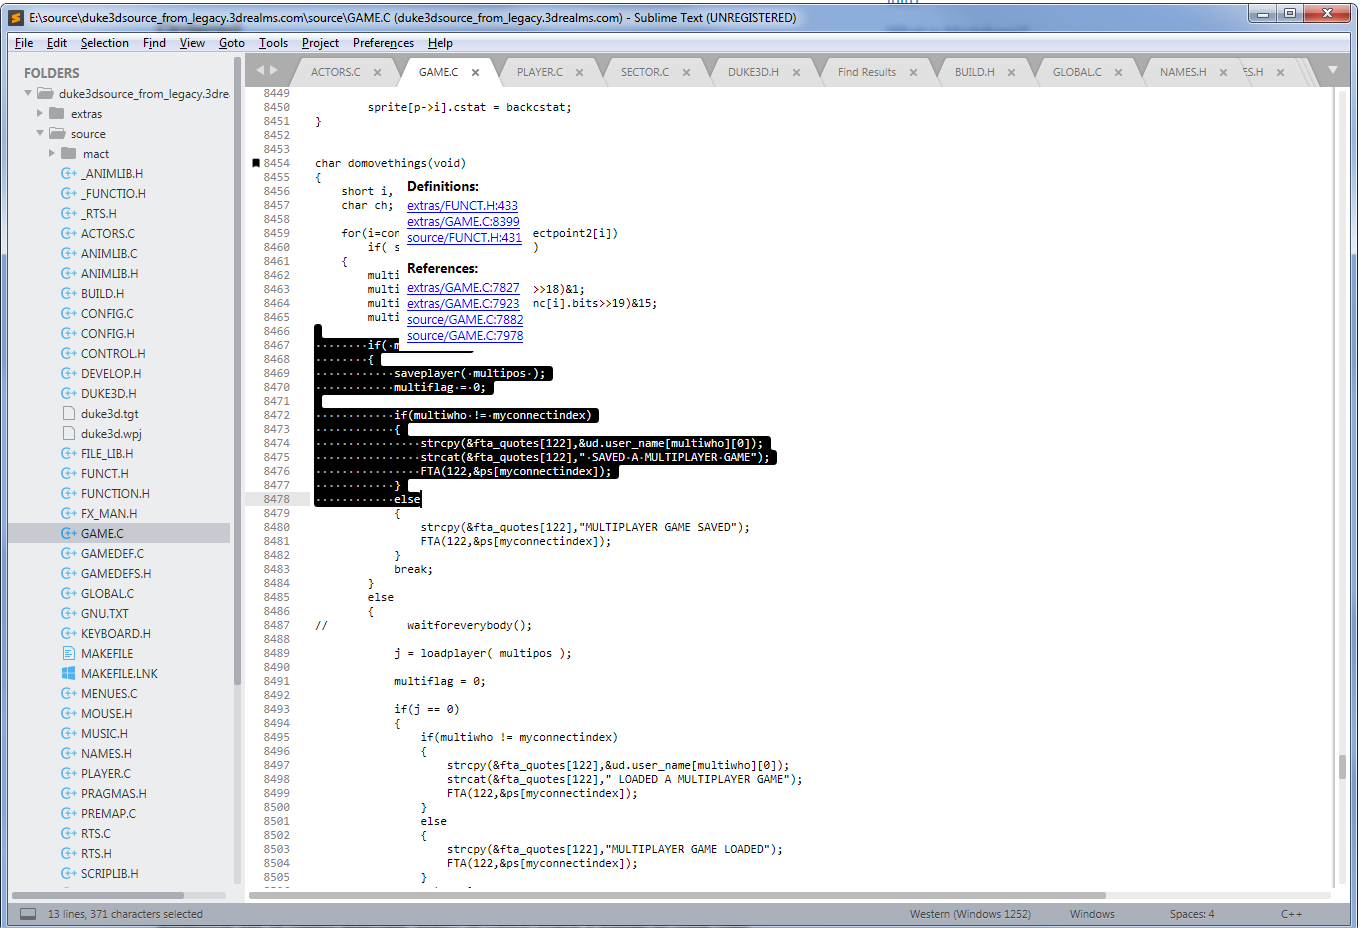 E:\source\duke3dsource_from_legacy.3drealms.com\source\GAME.C (duke3dsource_from_legacy.3drealms.com) - Sublime Text (UNREGISTERED)
File Edit Selection Find View Goto Tools Project Preferences Help
FOLDERS
duke3dsource_from_legacy.3dre
extras
source
mact
_ANIMLIB.H
_FUNCTIO.H
_RTS.H
ACTORS.C
ANIMLIB.C
ANIMLIB.H
BUILD.H
CONFIG.C
CONFIG.H
CONTROL.H
DEVELOP.H
DUKE3D.H
duke3d.tgt
duke3d.wpj
FILE_LIB.H
FUNCT.H
FUNCTION.H
FX_MAN.H
GAME.C
GAMEDEF.C
GAMEDEFS.H
GLOBAL.C
GNU.TXT
KEYBOARD.H
MAKEFILE
MAKEFILE.LNK
MENUES.C
MOUSE.H
MUSIC.H
NAMES.H
PLAYER.C
PRAGMAS.H
PREMAP.C
RTS.C
RTS.H
SCRIPLIB.H
ACTORS.C × GAME.C × PLAYER.C × SECTOR.C × DUKE3D.H × Find Results × BUILD.H × GLOBAL.C × NAMES.H × ES.H ×
8449
8450 sprite[p->i].cstat = backcstat;
8451 }
8452
8453
8454 char domovethings(void)
8455 {
8456 short i,
8457 char ch;
8458
8459 for(i=con ectpoint2[i])
8460 if( s )
8461 {
8462 multi
8463 multi >>18)&1;
8464 multi nc[i].bits>>19)&15;
8465 multi
Definitions:
extras/FUNCT.H:433
extras/GAME.C:8399
source/FUNCT.H:431
References:
extras/GAME.C:7827
extras/GAME.C:7923
source/GAME.C:7882
source/GAME.C:7978
8466
8467 ········if(·m
8468 ········{
8469 ············saveplayer(·multipos·);
8470 ············multiflag·=·0;
8471
8472 ············if(multiwho·!=·myconnectindex)
8473 ············{
8474 ················strcpy(&fta_quotes[122],&ud.user_name[multiwho][0]);
8475 ················strcat(&fta_quotes[122],"·SAVED·A·MULTIPLAYER·GAME");
8476 ················FTA(122,&ps[myconnectindex]);
8477 ············}
8478 ············else
8479 {
8480 strcpy(&fta_quotes[122],"MULTIPLAYER GAME SAVED");
8481 FTA(122,&ps[myconnectindex]);
8482 }
8483 break;
8484 }
8485 else
8486 {
8487 // waitforeverybody();
8488
8489 j = loadplayer( multipos );
8490
8491 multiflag = 0;
8492
8493 if(j == 0)
8494 {
8495 if(multiwho != myconnectindex)
8496 {
8497 strcpy(&fta_quotes[122],&ud.user_name[multiwho][0]);
8498 strcat(&fta_quotes[122]," LOADED A MULTIPLAYER GAME");
8499 FTA(122,&ps[myconnectindex]);
8500 }
8501 else
8502 {
8503 strcpy(&fta_quotes[122],"MULTIPLAYER GAME LOADED");
8504 FTA(122,&ps[myconnectindex]);
8505 }
13 lines, 371 characters selected
Western (Windows 1252) Windows Spaces: 4 C++